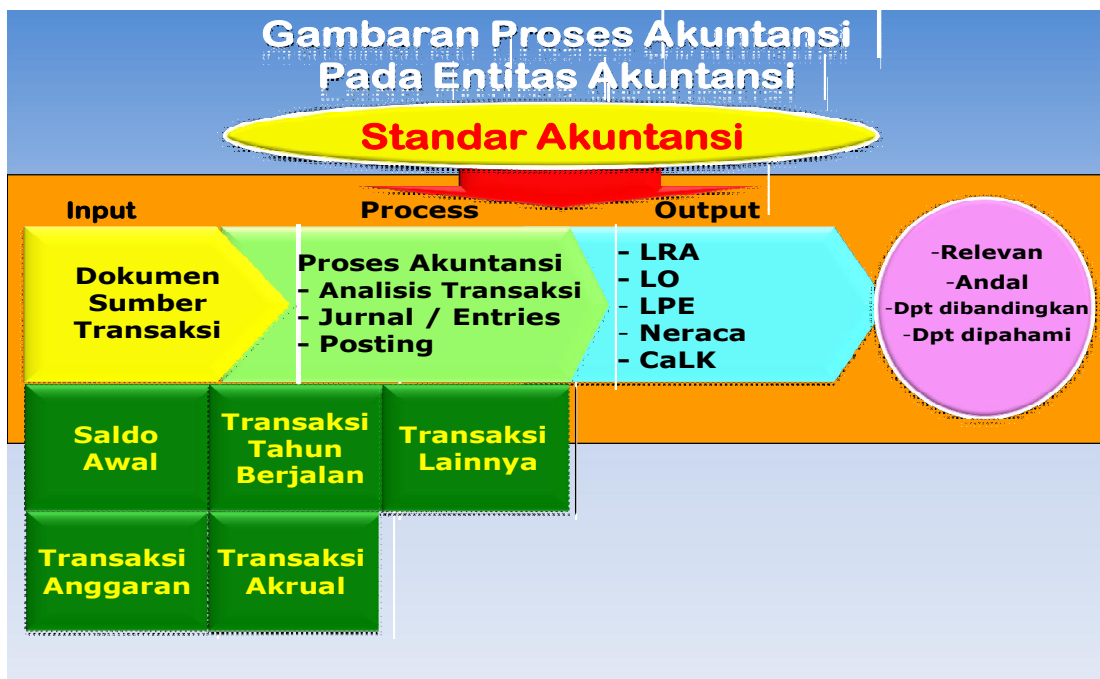 Gambaran Proses Akuntansi
Pada Entitas Akuntansi
Standar Akuntansi
Input
Process
Output
Dokumen
Sumber
Transaksi
Proses Akuntansi
- Analisis Transaksi
- Jurnal / Entries
- Posting
- LRA
- LO
- LPE
- Neraca
- CaLK
-Relevan
-Andal
-Dpt dibandingkan
-Dpt dipahami
Saldo
Awal
Transaksi
Tahun
Berjalan
Transaksi
Lainnya
Transaksi
Anggaran
Transaksi
Akrual